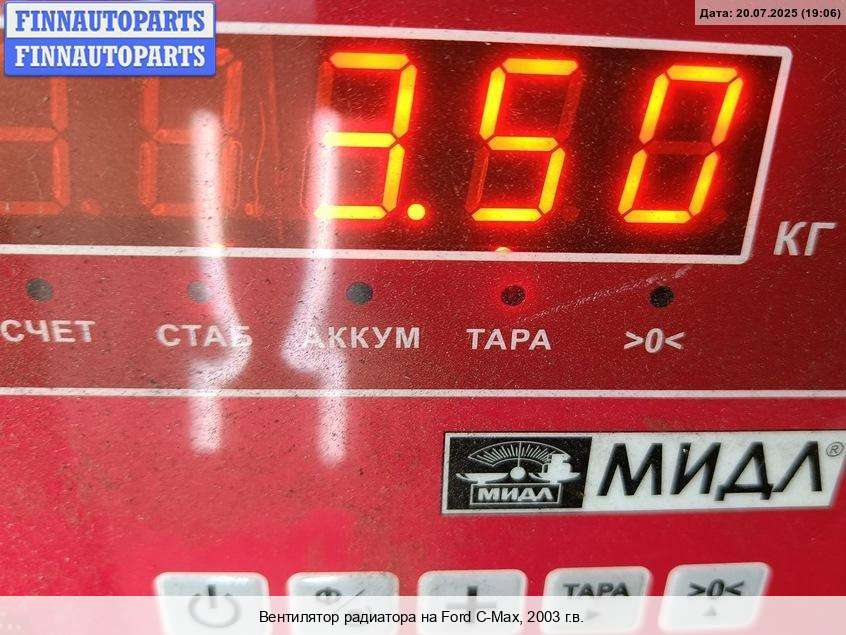 FINNAUTOPARTS
FINNAUTOPARTS
Дата: 20.07.2025 (19:06)
3.50
КГ
СЧЕТ СТАБ АККУМ ТАРА >0<
МИДЛ МИДЛ®
ТАРА >0<
Вентилятор радиатора на Ford C-Max, 2003 г.в.